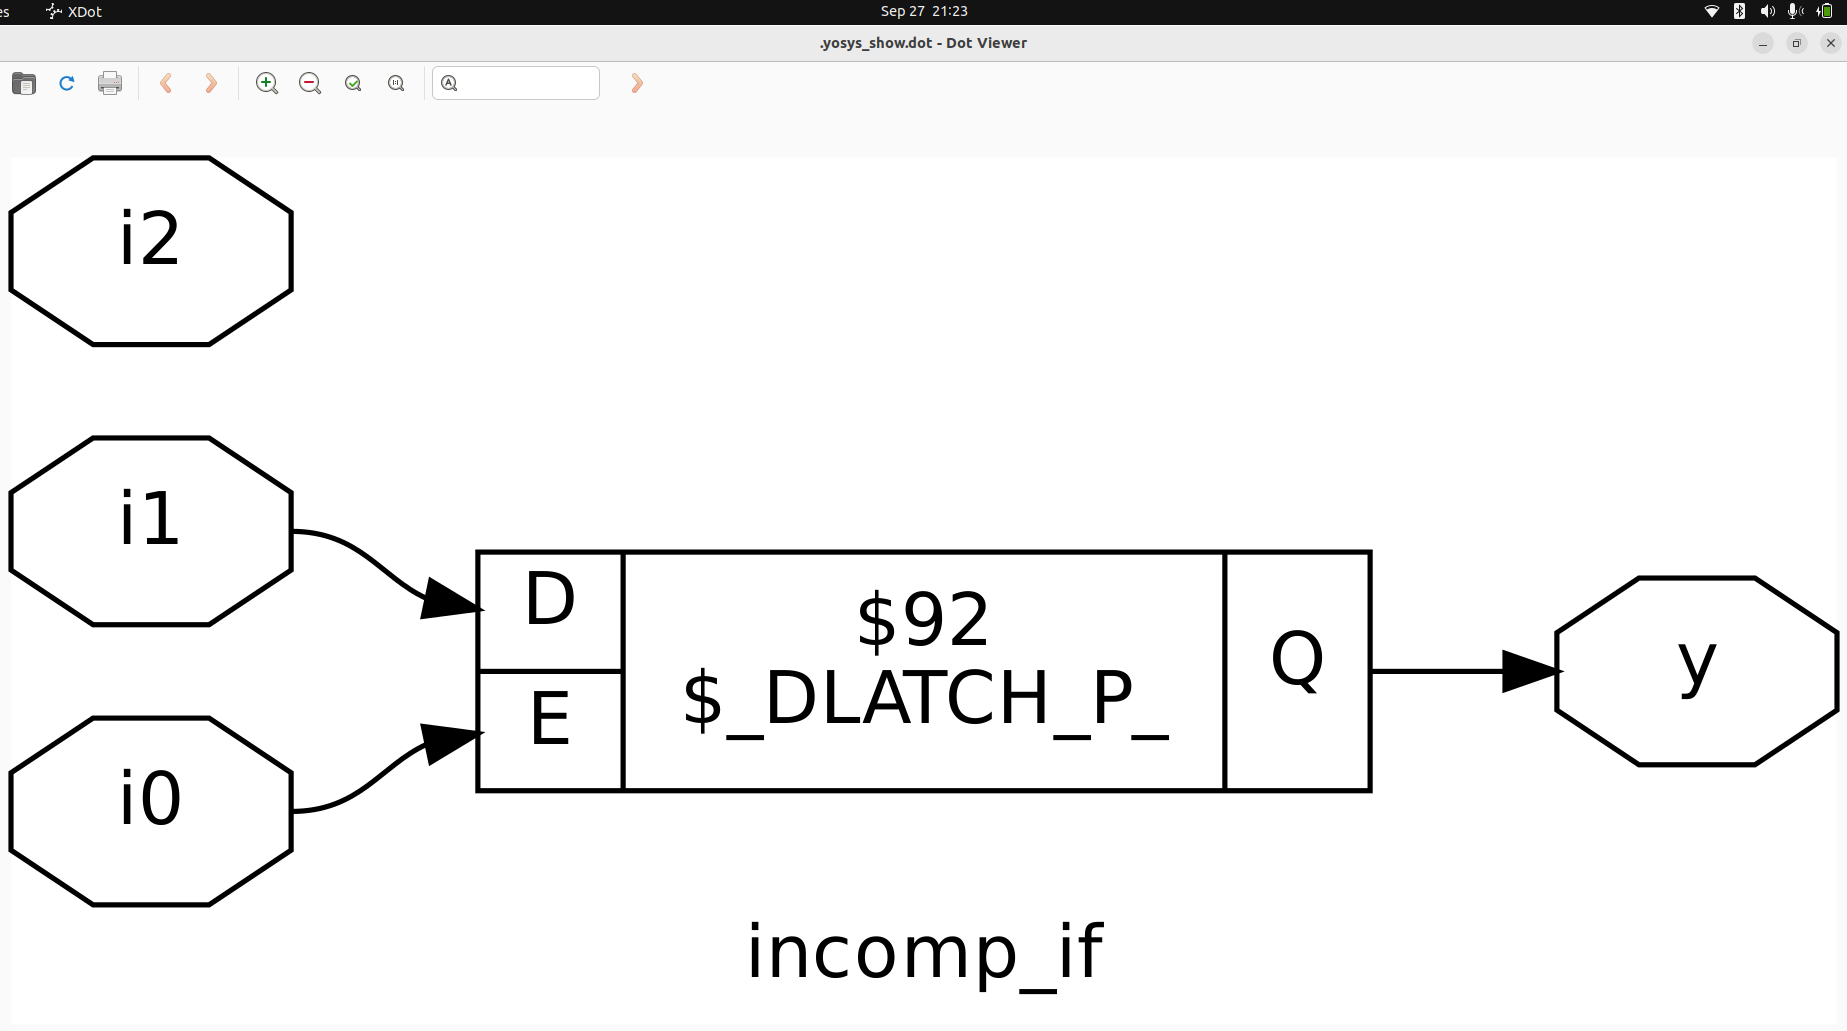 es XDot Sep 27 21:23
.yosys_show.dot - Dot Viewer
i2
i1
i0
D
E
$92
$_DLATCH_P_
Q
y
incomp_if